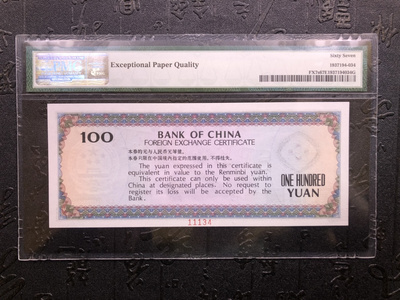 Exceptional Paper Quality
Sixty Seven
1937194-034
100
BANK OF CHINA
FOREIGN EXCHANGE CERTIFICATE
本券的元与人民币元等值。
本券只限在中国境内指定的范围使用，不得挂失。
The yuan expressed in this certificate is
equivalent in value to the Renminbi yuan.
This certificate can only be used within
China at designated places. No request to
register its loss will be accepted by the
Bank.
ONE HUNDRED
YUAN
11134